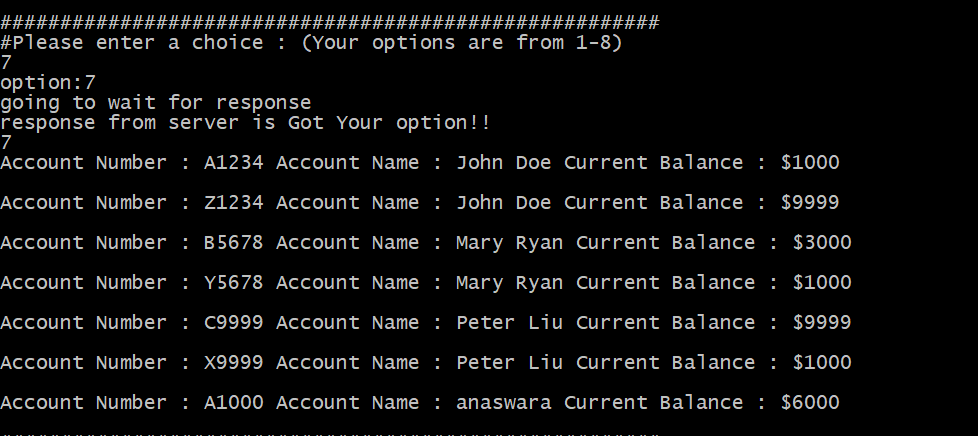 #######################################################
#Please enter a choice : (Your options are from 1-8)
7
option:7
going to wait for response
response from server is Got Your option!!
7
Account Number : A1234 Account Name : John Doe Current Balance : $1000
Account Number : Z1234 Account Name : John Doe Current Balance : $9999
Account Number : B5678 Account Name : Mary Ryan Current Balance : $3000
Account Number : Y5678 Account Name : Mary Ryan Current Balance : $1000
Account Number : C9999 Account Name : Peter Liu Current Balance : $9999
Account Number : X9999 Account Name : Peter Liu Current Balance : $1000
Account Number : A1000 Account Name : anaswara Current Balance : $6000